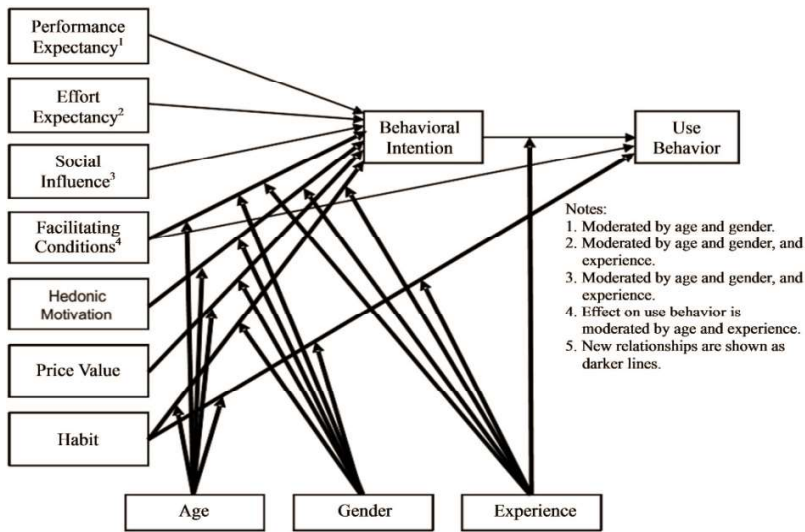 Performance
Expectancy¹
Effort
Expectancy²
Social
Influence³
Facilitating
Conditions⁴
Hedonic
Motivation
Price Value
Habit
Behavioral
Intention
Use
Behavior
Notes:
1. Moderated by age and gender.
2. Moderated by age and gender, and
experience.
3. Moderated by age and gender, and
experience.
4. Effect on use behavior is
moderated by age and experience.
5. New relationships are shown as
darker lines.
Age
Gender
Experience